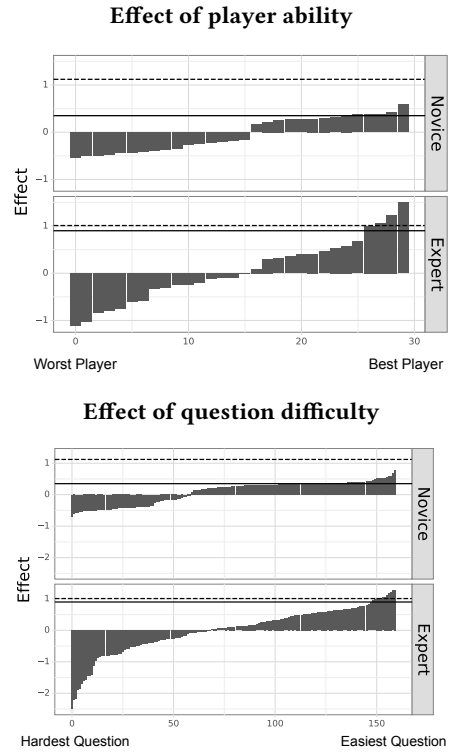 Effect of player ability
1
0
−1
Novice
1
0
−1
Expert
Effect
0 10 20 30
Worst Player Best Player
Effect of question difficulty
1
0
−1
−2
Novice
1
0
−1
−2
Expert
Effect
0 50 100 150
Hardest Question Easiest Question